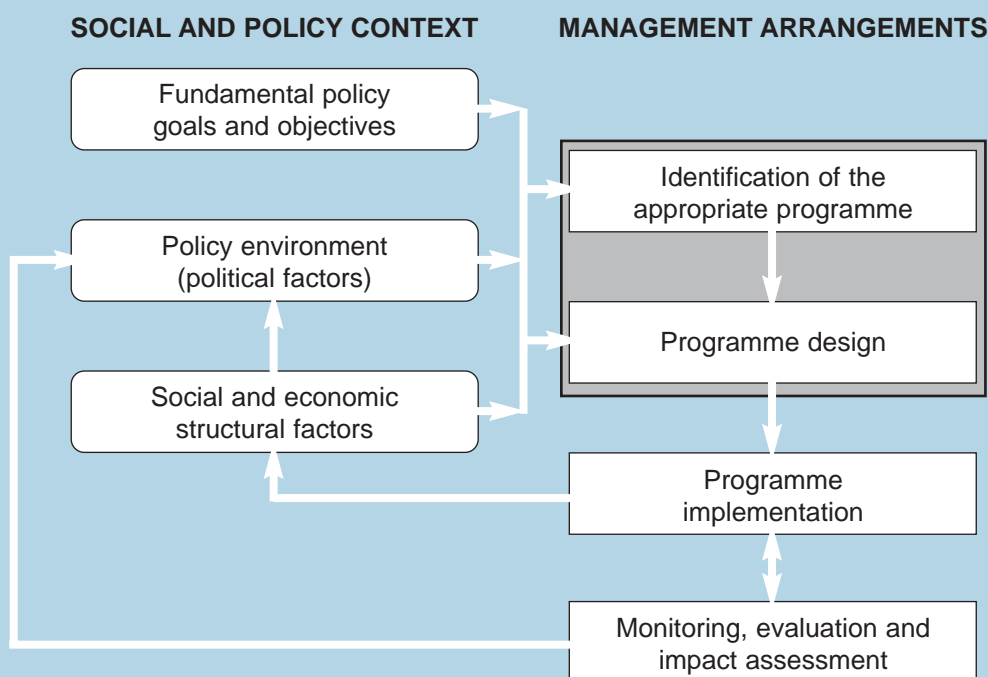 SOCIAL AND POLICY CONTEXT
Fundamental policy
goals and objectives
Policy environment
(political factors)
Social and economic
structural factors
MANAGEMENT ARRANGEMENTS
Identification of the
appropriate programme
Programme design
Programme
implementation
Monitoring, evaluation and
impact assessment